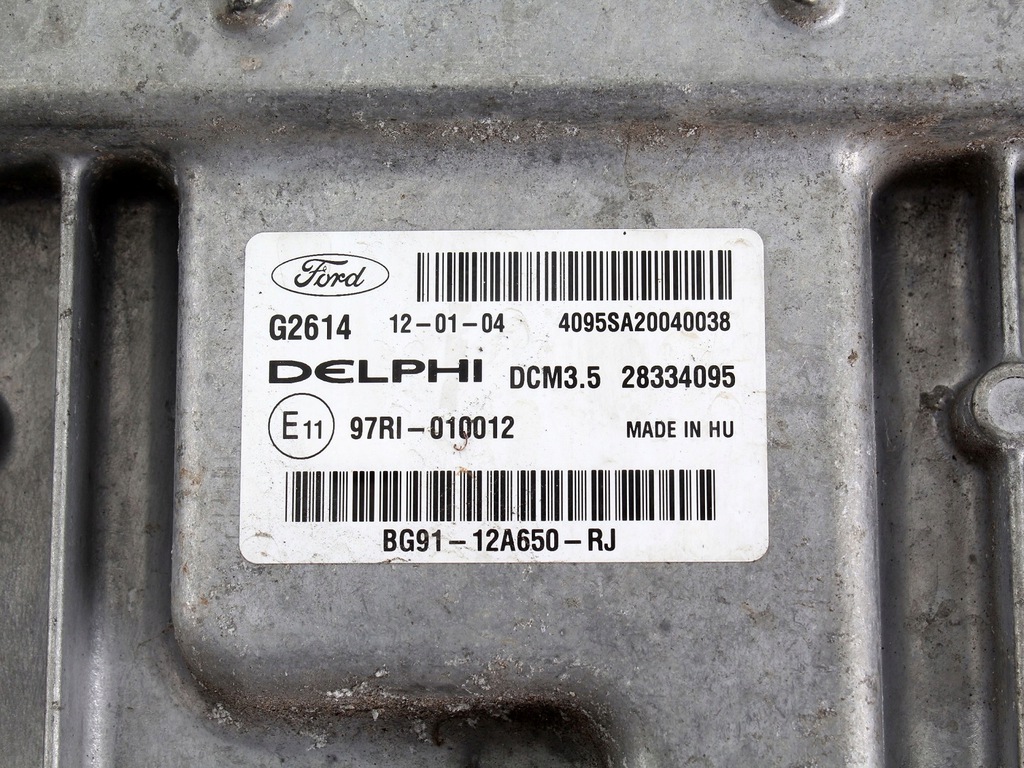 Ford
G2614 12-01-04 4095SA20040038
DELPHI DCM3.5 28334095
E11 97RI-010012 MADE IN HU
BG91-12A650-RJ